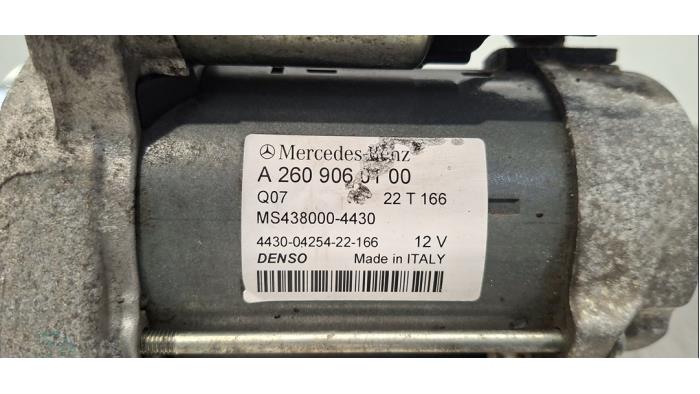 Mercedes-Benz
A 260 906 01 00
Q07 22 T 166
MS438000-4430
4430-04254-22-166 12 V
DENSO Made in ITALY